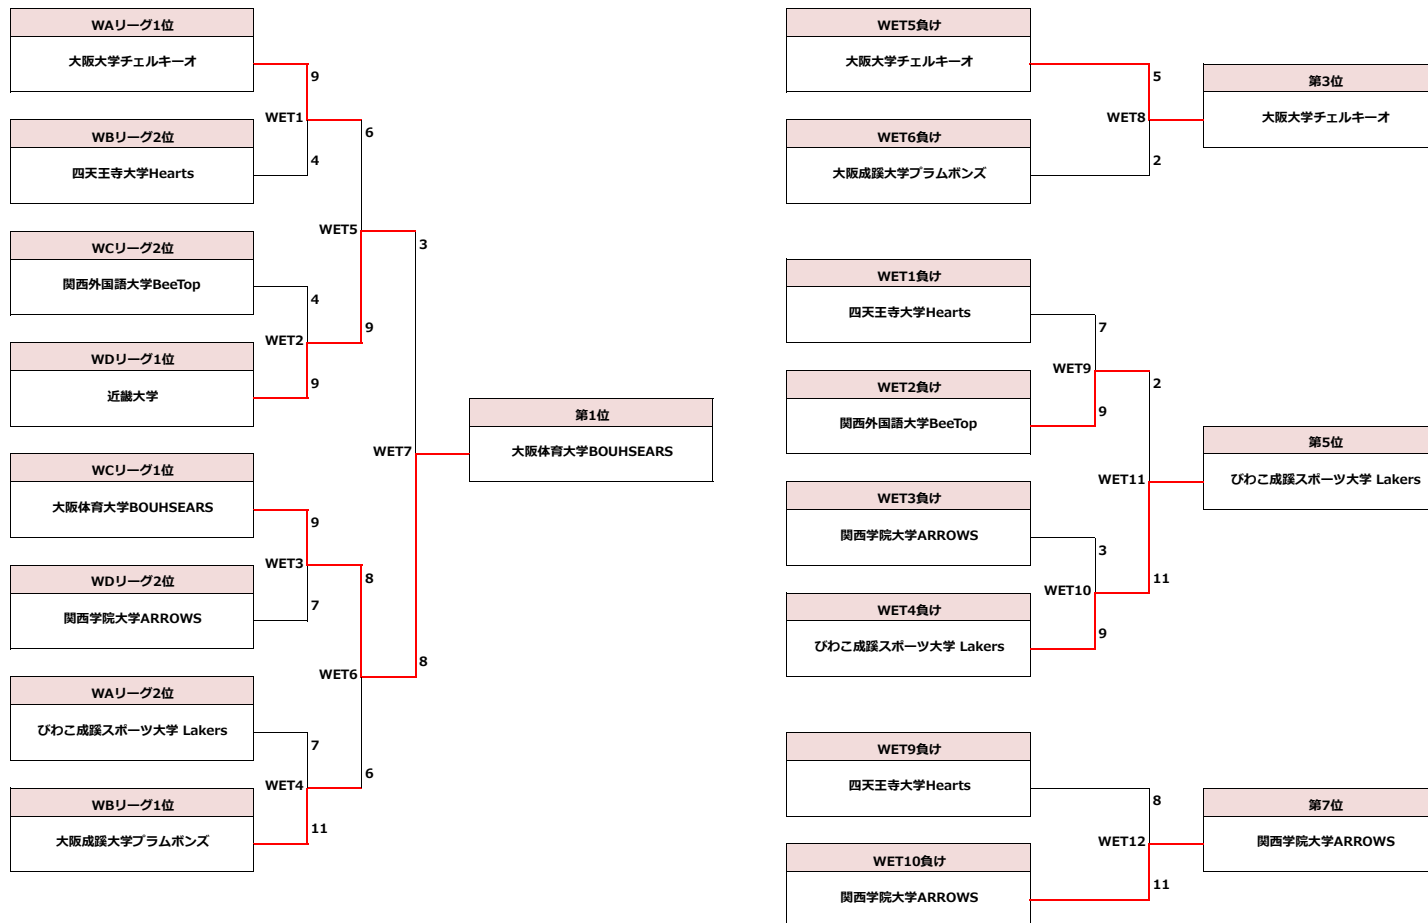 WAリーグ1位
大阪大学チェルキーオ
9
WET1
WBリーグ2位
四天王寺大学Hearts
4
6
WET5
WCリーグ2位
関西外国語大学BeeTop
4
WET2
9
WDリーグ1位
近畿大学
9
3
WET7
第1位
大阪体育大学BOUHSEARS
WCリーグ1位
大阪体育大学BOUHSEARS
9
WET3
WDリーグ2位
関西学院大学ARROWS
7
8
WET6
8
WAリーグ2位
びわこ成蹊スポーツ大学 Lakers
7
WET4
6
WBリーグ1位
大阪成蹊大学プラムポンズ
11
WET5負け
大阪大学チェルキーオ
5
WET8
WET6負け
大阪成蹊大学プラムポンズ
2
第3位
大阪大学チェルキーオ
WET1負け
四天王寺大学Hearts
7
WET9
2
WET2負け
関西外国語大学BeeTop
9
WET11
第5位
びわこ成蹊スポーツ大学 Lakers
WET3負け
関西学院大学ARROWS
3
WET10
11
WET4負け
びわこ成蹊スポーツ大学 Lakers
9
WET9負け
四天王寺大学Hearts
8
WET12
WET10負け
関西学院大学ARROWS
11
第7位
関西学院大学ARROWS